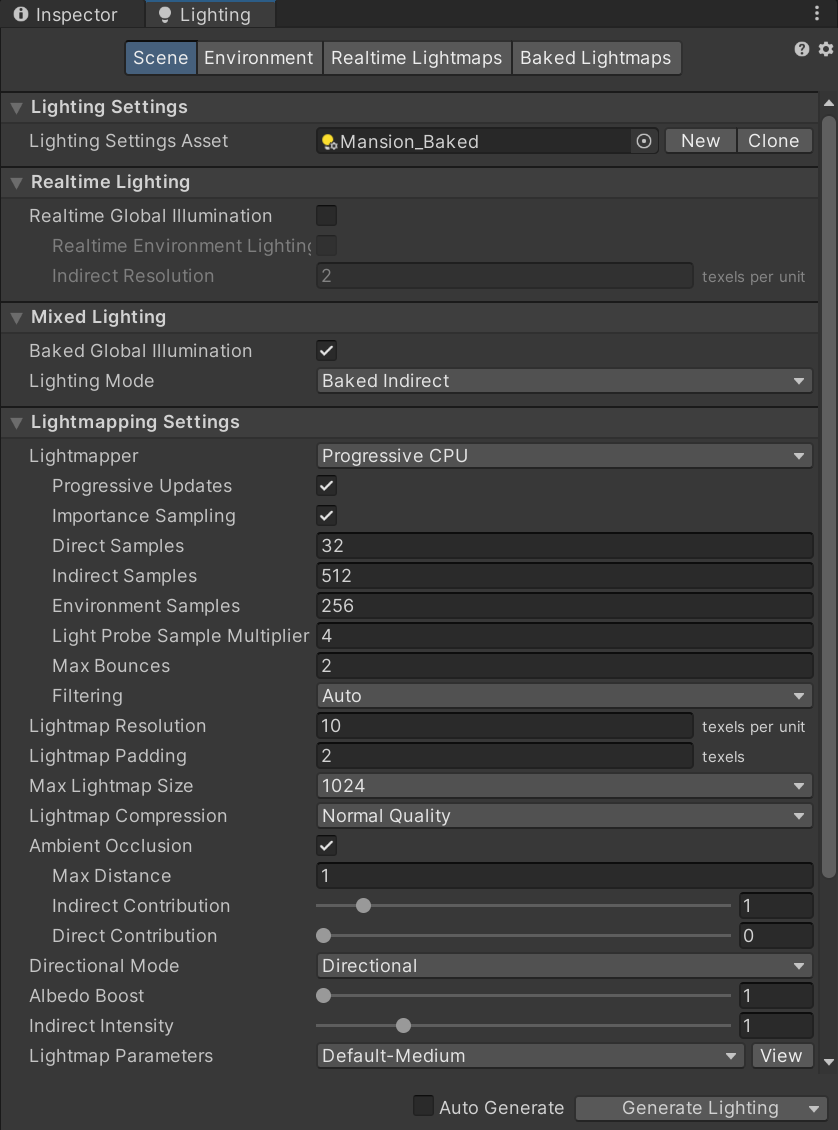 Inspector Lighting
Scene Environment Realtime Lightmaps Baked Lightmaps
Lighting Settings
Lighting Settings Asset Mansion_Baked New Clone
Realtime Lighting
Realtime Global Illumination
Realtime Environment Lighting
Indirect Resolution 2 texels per unit
Mixed Lighting
Baked Global Illumination
Lighting Mode Baked Indirect
Lightmapping Settings
Lightmapper Progressive CPU
Progressive Updates
Importance Sampling
Direct Samples 32
Indirect Samples 512
Environment Samples 256
Light Probe Sample Multiplier 4
Max Bounces 2
Filtering Auto
Lightmap Resolution 10 texels per unit
Lightmap Padding 2 texels
Max Lightmap Size 1024
Lightmap Compression Normal Quality
Ambient Occlusion
Max Distance 1
Indirect Contribution 1
Direct Contribution 0
Directional Mode Directional
Albedo Boost 1
Indirect Intensity 1
Lightmap Parameters Default-Medium View
Auto Generate Generate Lighting